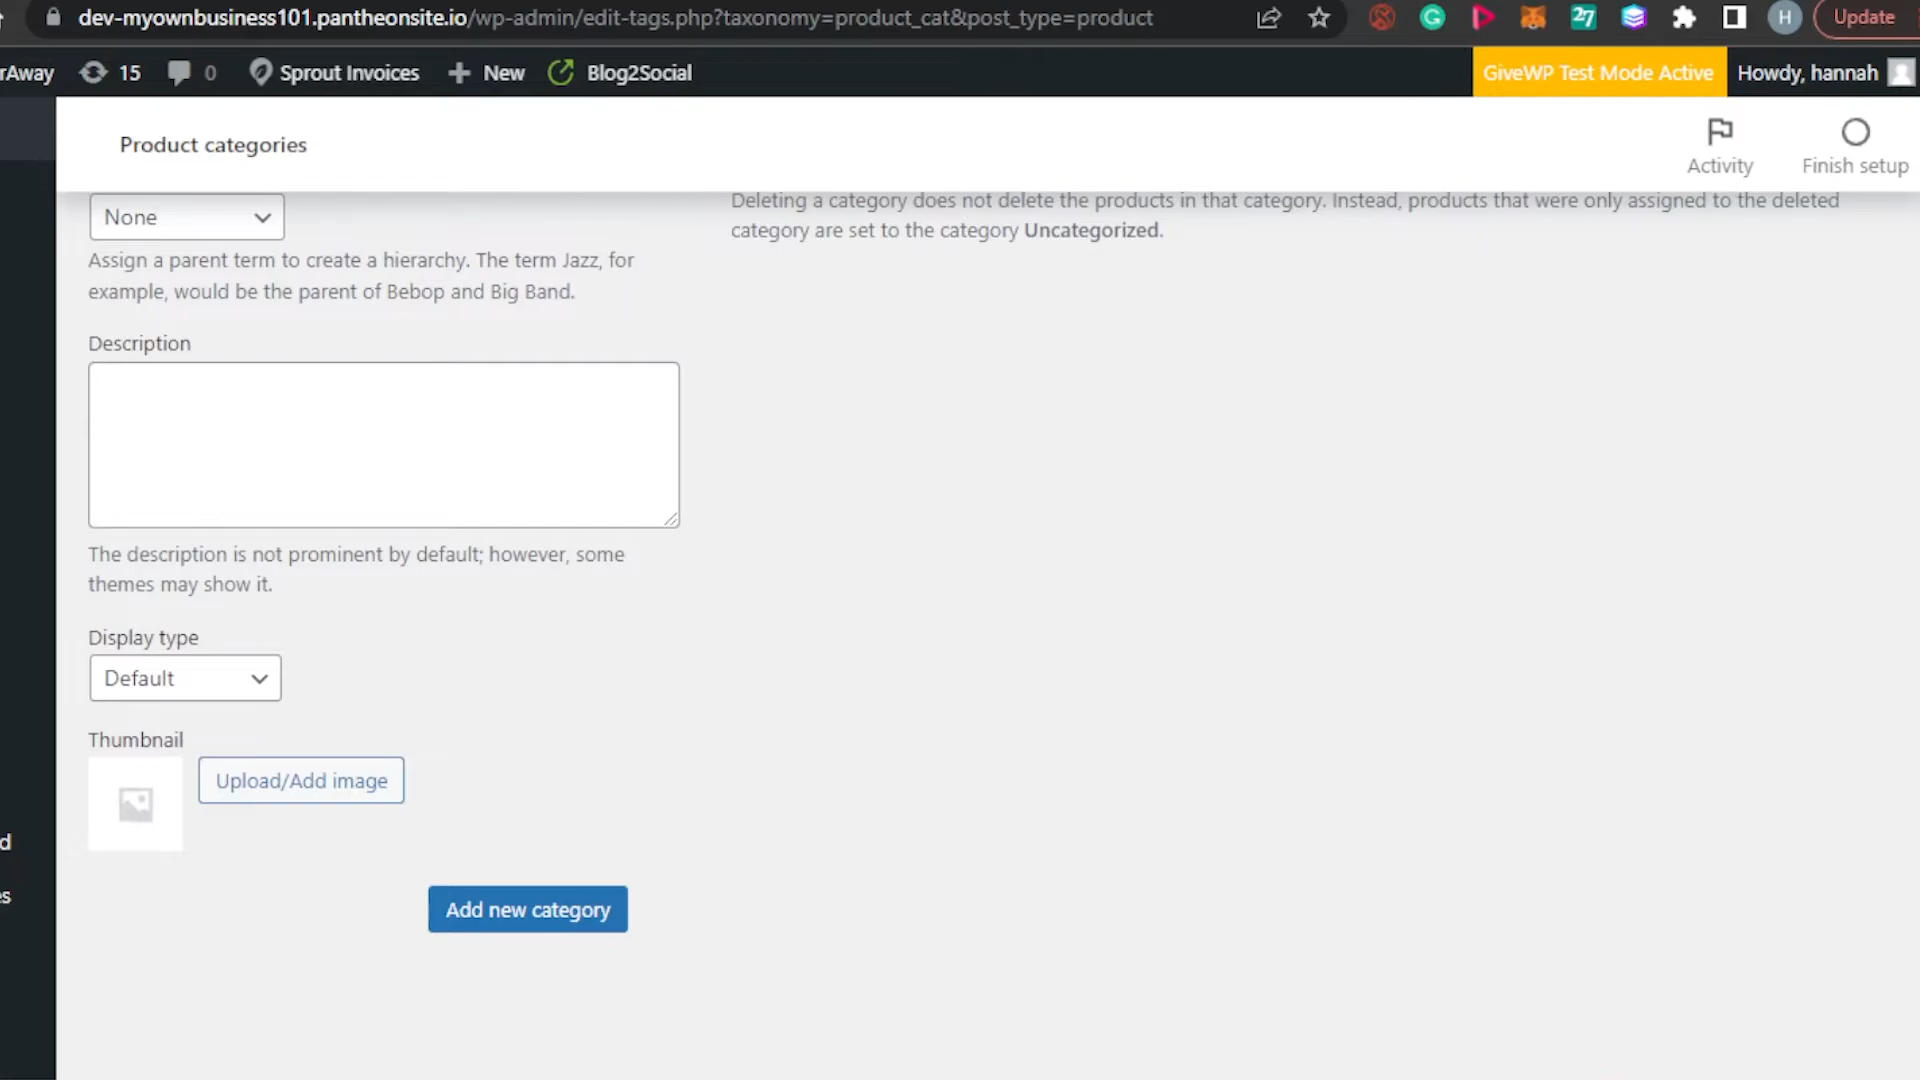 dev-myownbusiness101.pantheonsite.io/wp-admin/edit-tags.php?taxonomy=product_cat&post_type=product
27
H
Update
rAway
15
0
Sprout Invoices
New
Blog2Social
GiveWP Test Mode Active
Howdy, hannah
Product categories
Activity
Finish setup
None
Deleting a category does not delete the products in that category. Instead, products that were only assigned to the deleted
category are set to the category Uncategorized.
Assign a parent term to create a hierarchy. The term Jazz, for
example, would be the parent of Bebop and Big Band.
Description
The description is not prominent by default; however, some
themes may show it.
Display type
Default
Thumbnail
Upload/Add image
d
es
Add new category